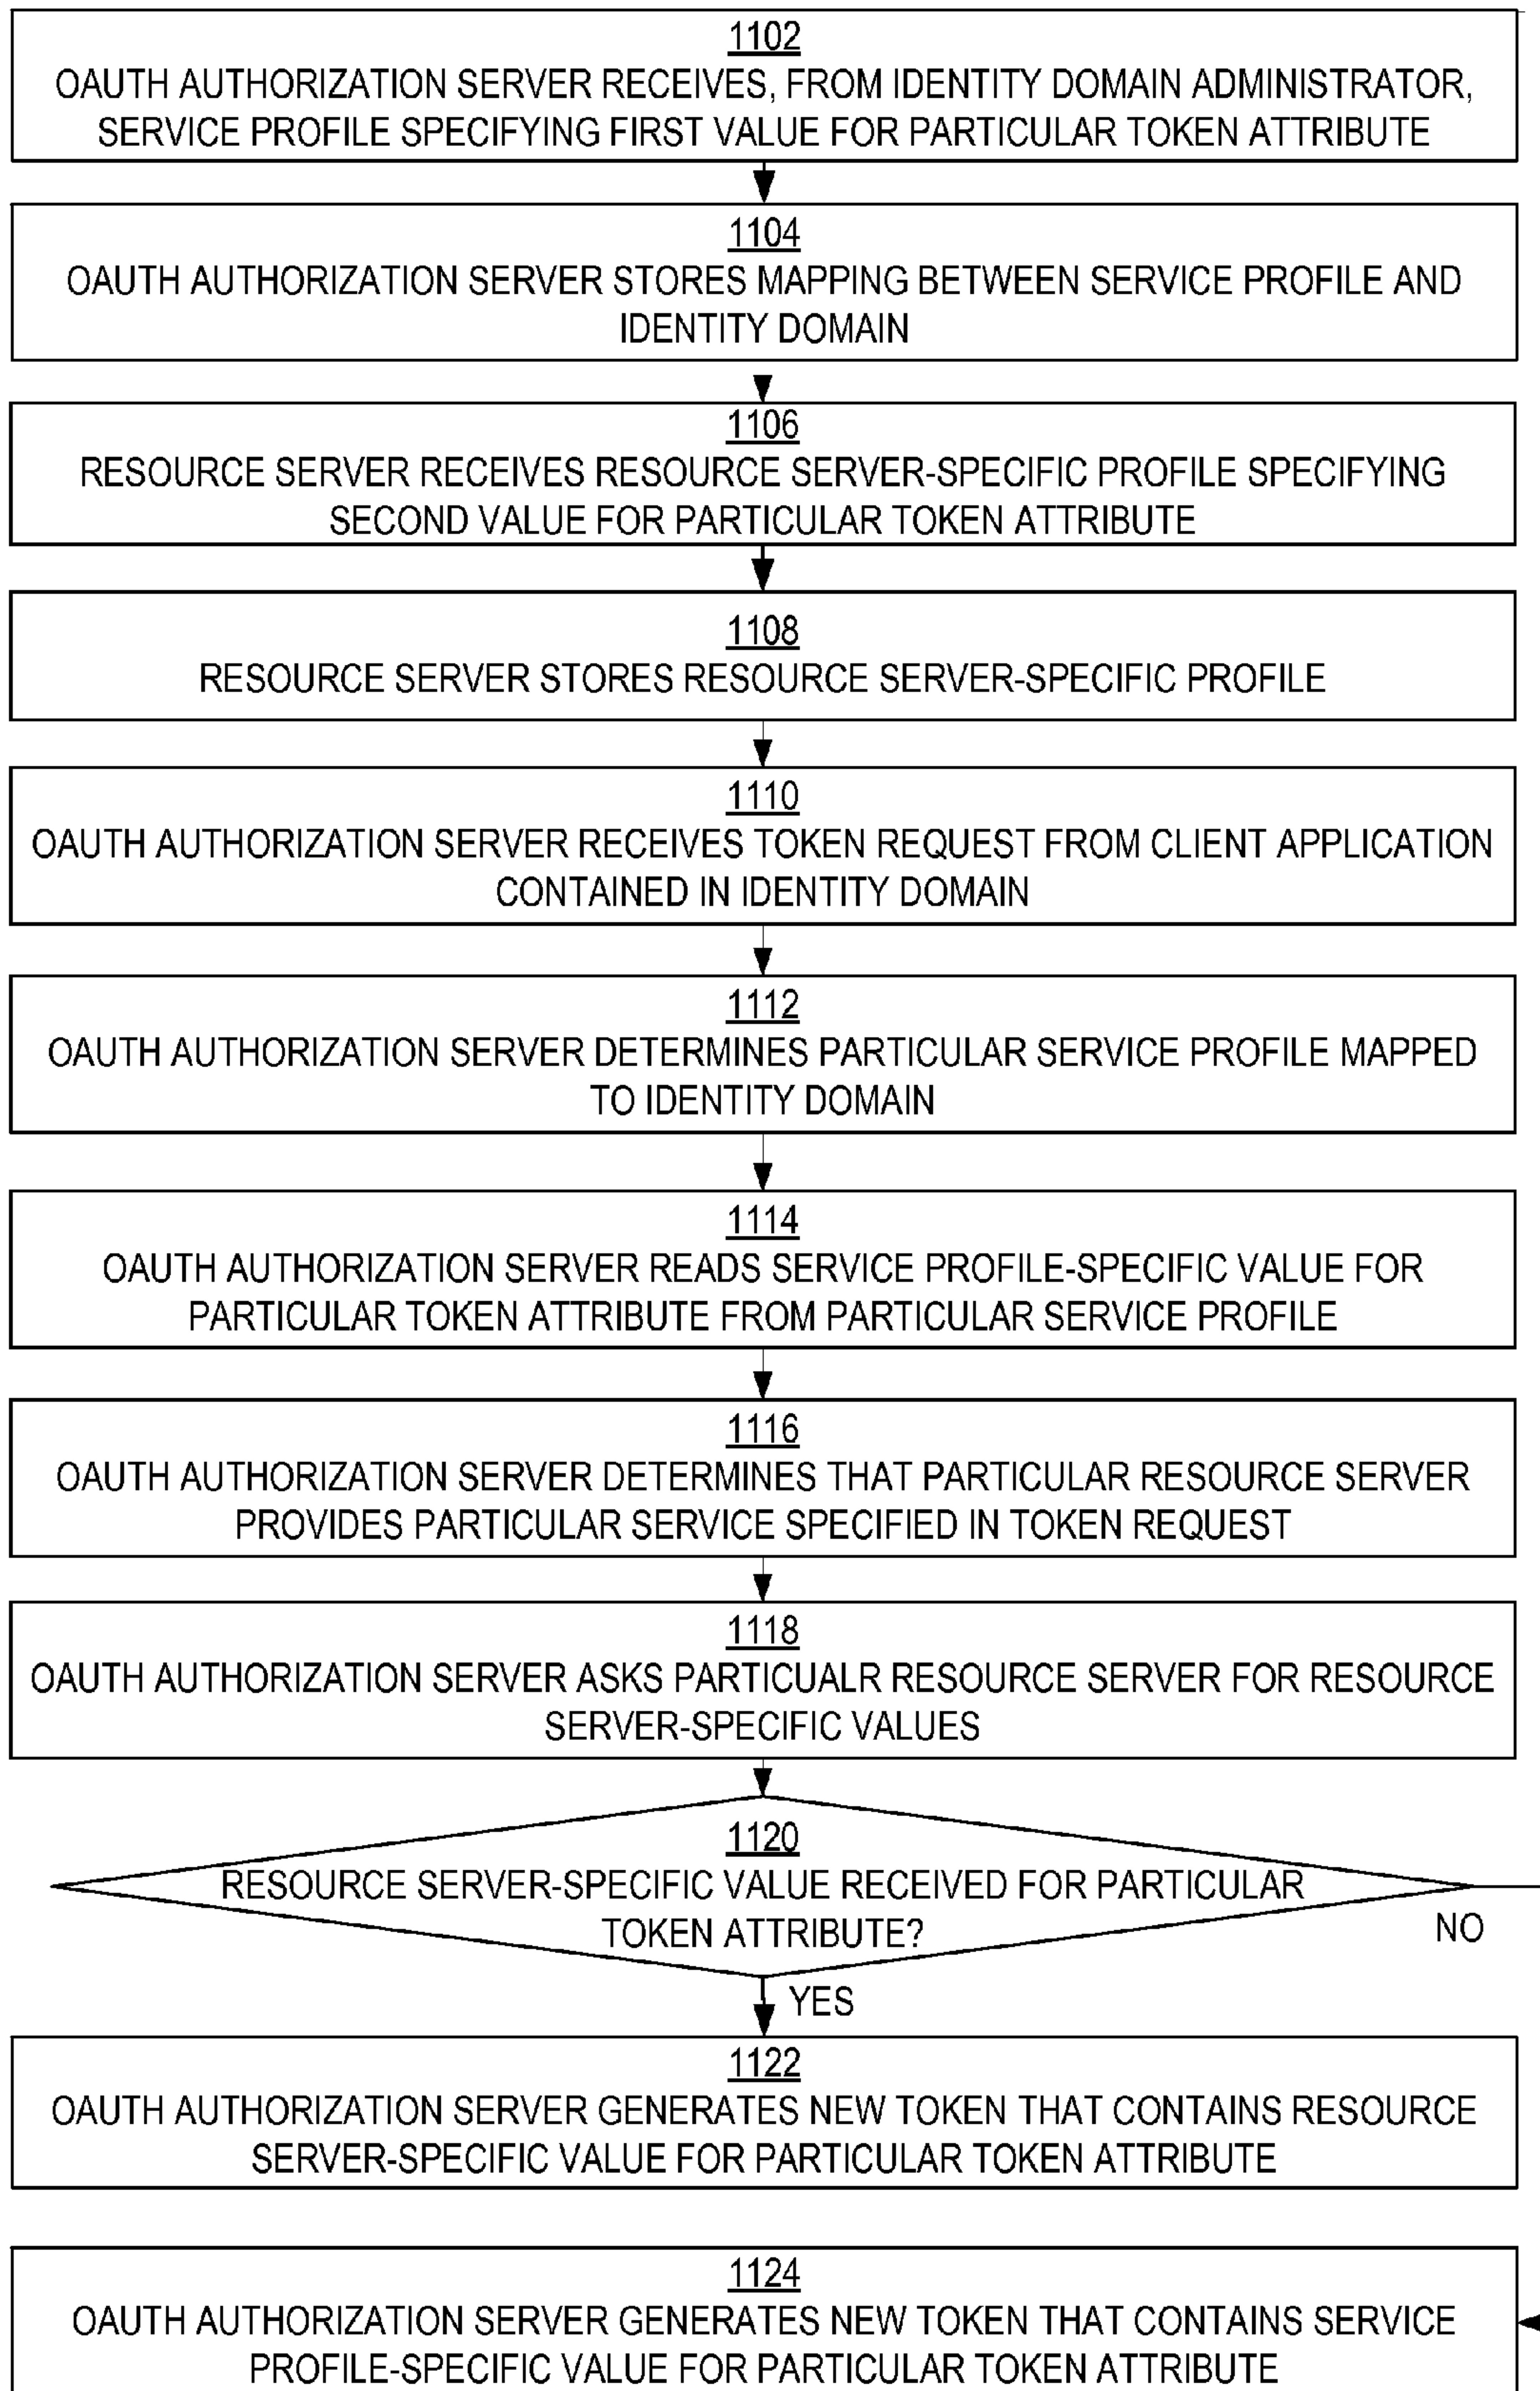 1102
OAUTH AUTHORIZATION SERVER RECEIVES, FROM IDENTITY DOMAIN ADMINISTRATOR,
SERVICE PROFILE SPECIFYING FIRST VALUE FOR PARTICULAR TOKEN ATTRIBUTE
1104
OAUTH AUTHORIZATION SERVER STORES MAPPING BETWEEN SERVICE PROFILE AND
IDENTITY DOMAIN
1106
RESOURCE SERVER RECEIVES RESOURCE SERVER-SPECIFIC PROFILE SPECIFYING
SECOND VALUE FOR PARTICULAR TOKEN ATTRIBUTE
1108
RESOURCE SERVER STORES RESOURCE SERVER-SPECIFIC PROFILE
1110
OAUTH AUTHORIZATION SERVER RECEIVES TOKEN REQUEST FROM CLIENT APPLICATION
CONTAINED IN IDENTITY DOMAIN
1112
OAUTH AUTHORIZATION SERVER DETERMINES PARTICULAR SERVICE PROFILE MAPPED
TO IDENTITY DOMAIN
1114
OAUTH AUTHORIZATION SERVER READS SERVICE PROFILE-SPECIFIC VALUE FOR
PARTICULAR TOKEN ATTRIBUTE FROM PARTICULAR SERVICE PROFILE
1116
OAUTH AUTHORIZATION SERVER DETERMINES THAT PARTICULAR RESOURCE SERVER
PROVIDES PARTICULAR SERVICE SPECIFIED IN TOKEN REQUEST
1118
OAUTH AUTHORIZATION SERVER ASKS PARTICUALR RESOURCE SERVER FOR RESOURCE
SERVER-SPECIFIC VALUES
1120
RESOURCE SERVER-SPECIFIC VALUE RECEIVED FOR PARTICULAR
TOKEN ATTRIBUTE?
NO
YES
1122
OAUTH AUTHORIZATION SERVER GENERATES NEW TOKEN THAT CONTAINS RESOURCE
SERVER-SPECIFIC VALUE FOR PARTICULAR TOKEN ATTRIBUTE
1124
OAUTH AUTHORIZATION SERVER GENERATES NEW TOKEN THAT CONTAINS SERVICE
PROFILE-SPECIFIC VALUE FOR PARTICULAR TOKEN ATTRIBUTE